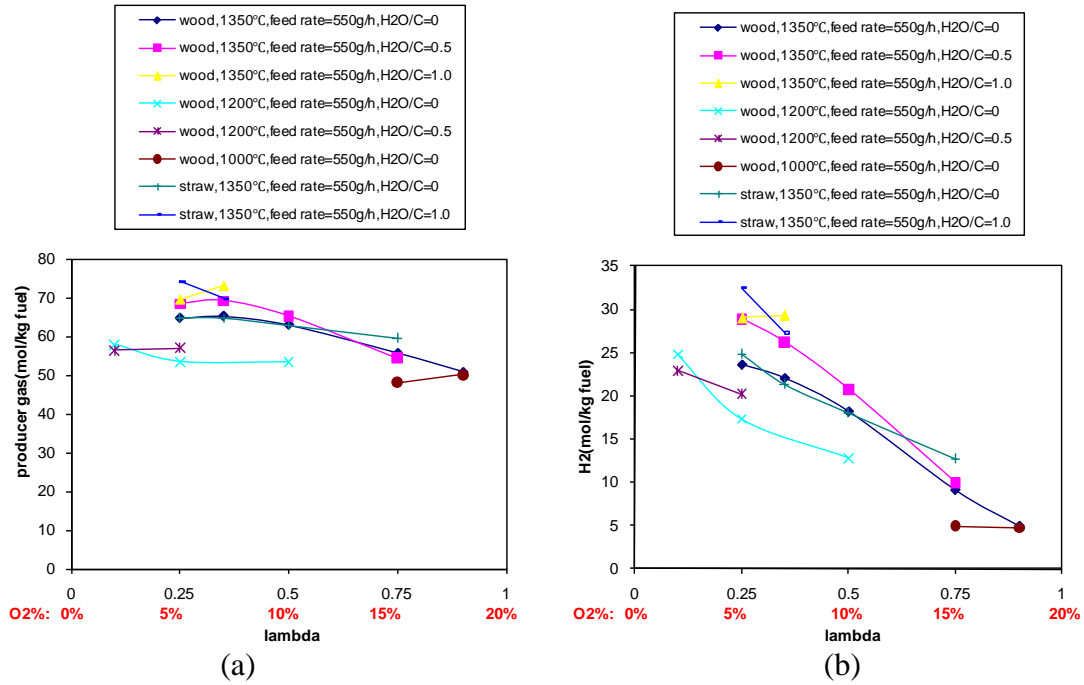 wood,1350℃,feed rate=550g/h,H2O/C=0
wood,1350℃,feed rate=550g/h,H2O/C=0.5
wood,1350℃,feed rate=550g/h,H2O/C=1.0
wood,1200℃,feed rate=550g/h,H2O/C=0
wood,1200℃,feed rate=550g/h,H2O/C=0.5
wood,1000℃,feed rate=550g/h,H2O/C=0
straw,1350℃,feed rate=550g/h,H2O/C=0
straw,1350℃,feed rate=550g/h,H2O/C=1.0
80
70
60
50
40
30
20
10
0
producer gas(mol/kg fuel)
0 0.25 0.5 0.75 1
O2%: 0% 5% 10% 15% 20%
lambda
(a)
wood,1350℃,feed rate=550g/h,H2O/C=0
wood,1350℃,feed rate=550g/h,H2O/C=0.5
wood,1350℃,feed rate=550g/h,H2O/C=1.0
wood,1200℃,feed rate=550g/h,H2O/C=0
wood,1200℃,feed rate=550g/h,H2O/C=0.5
wood,1000℃,feed rate=550g/h,H2O/C=0
straw,1350℃,feed rate=550g/h,H2O/C=0
straw,1350℃,feed rate=550g/h,H2O/C=1.0
35
30
25
20
15
10
5
0
H2(mol/kg fuel)
0 0.25 0.5 0.75 1
O2%: 0% 5% 10% 15% 20%
lambda
(b)